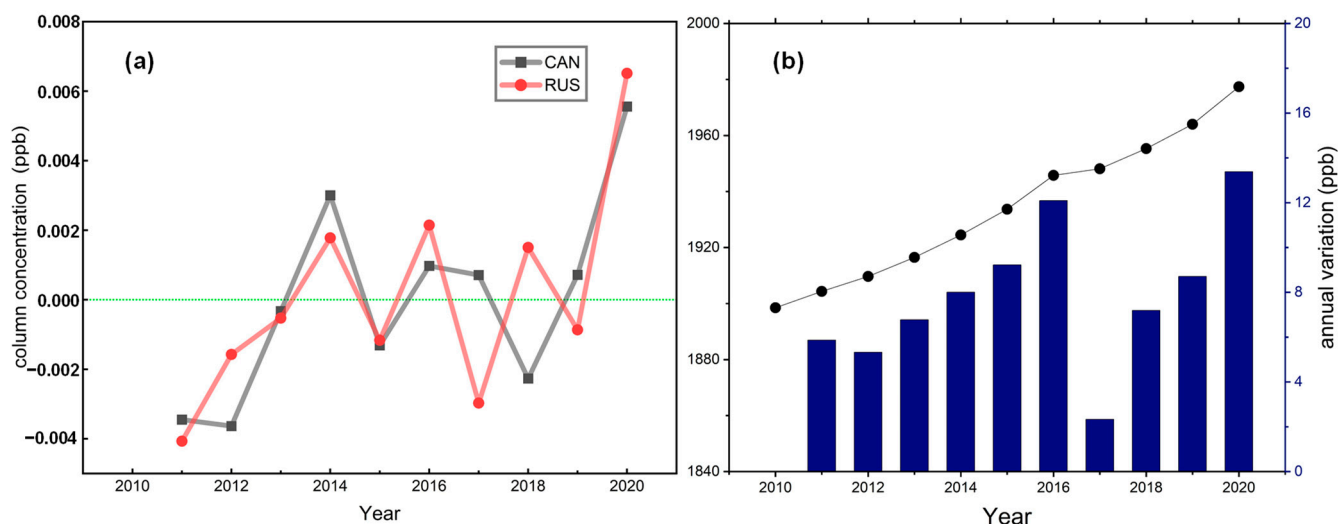 (a)
CAN
RUS
column concentration (ppb)
0.008
0.006
0.004
0.002
0.000
−0.002
−0.004
2010 2012 2014 2016 2018 2020
Year
(b)
2000
1960
1920
1880
1840
20
16
12
8
4
0
annual variation (ppb)
2010 2012 2014 2016 2018 2020
Year